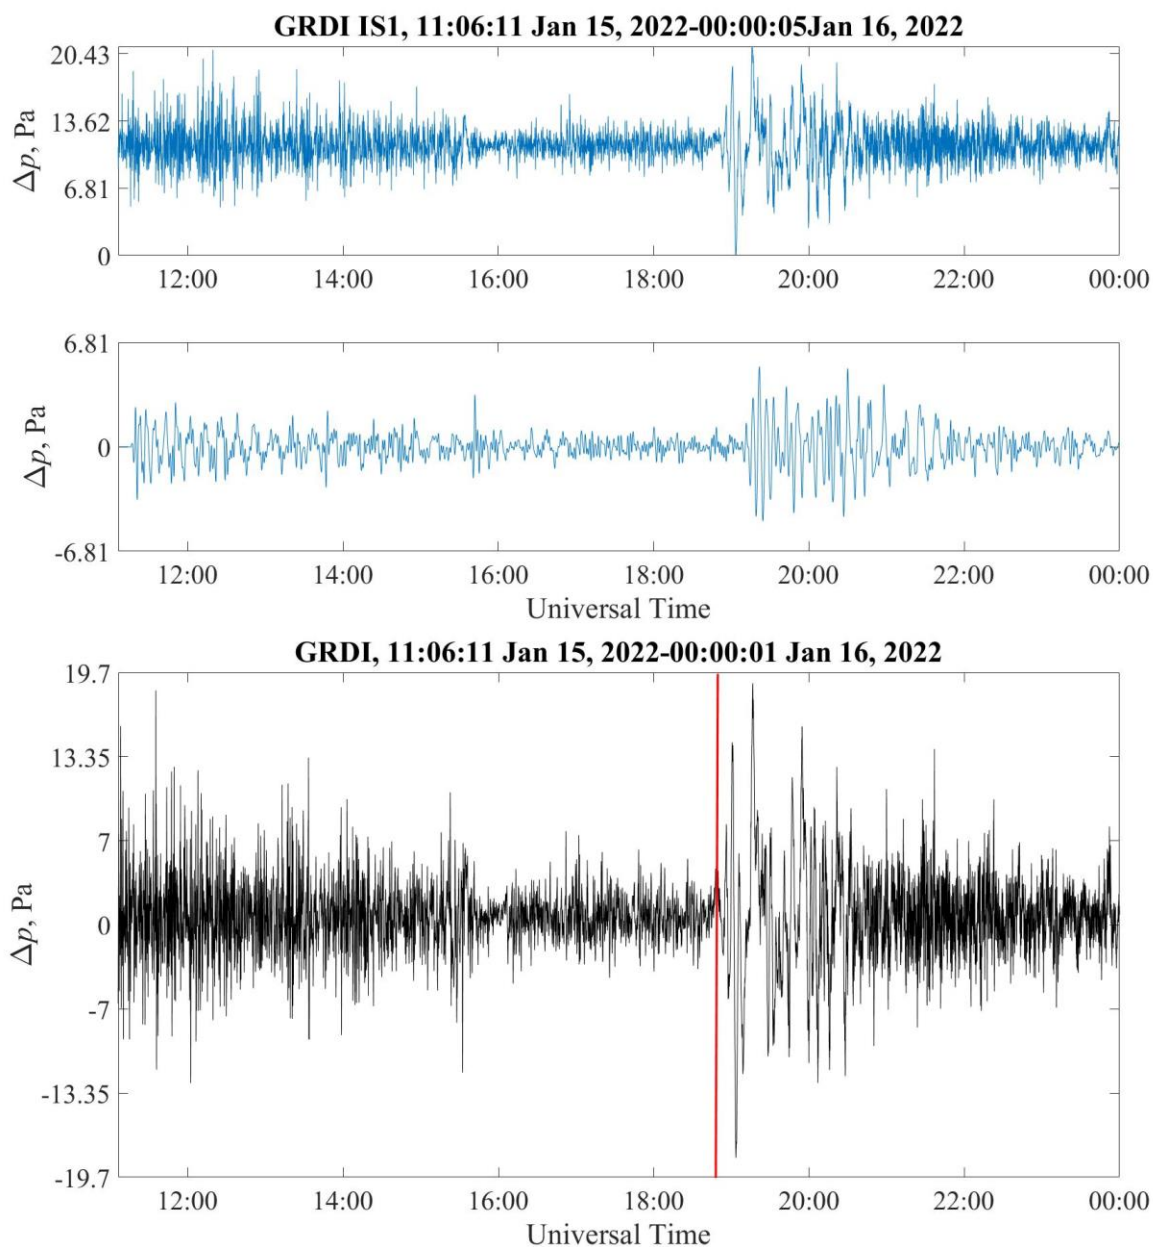 GRDI IS1, 11:06:11 Jan 15, 2022-00:00:05Jan 16, 2022
20.43
13.62
6.81
0
Δp, Pa
12:00 14:00 16:00 18:00 20:00 22:00 00:00
6.81
0
-6.81
Δp, Pa
12:00 14:00 16:00 18:00 20:00 22:00 00:00
Universal Time
GRDI, 11:06:11 Jan 15, 2022-00:00:01 Jan 16, 2022
19.7
13.35
7
0
-7
-13.35
-19.7
Δp, Pa
12:00 14:00 16:00 18:00 20:00 22:00 00:00
Universal Time